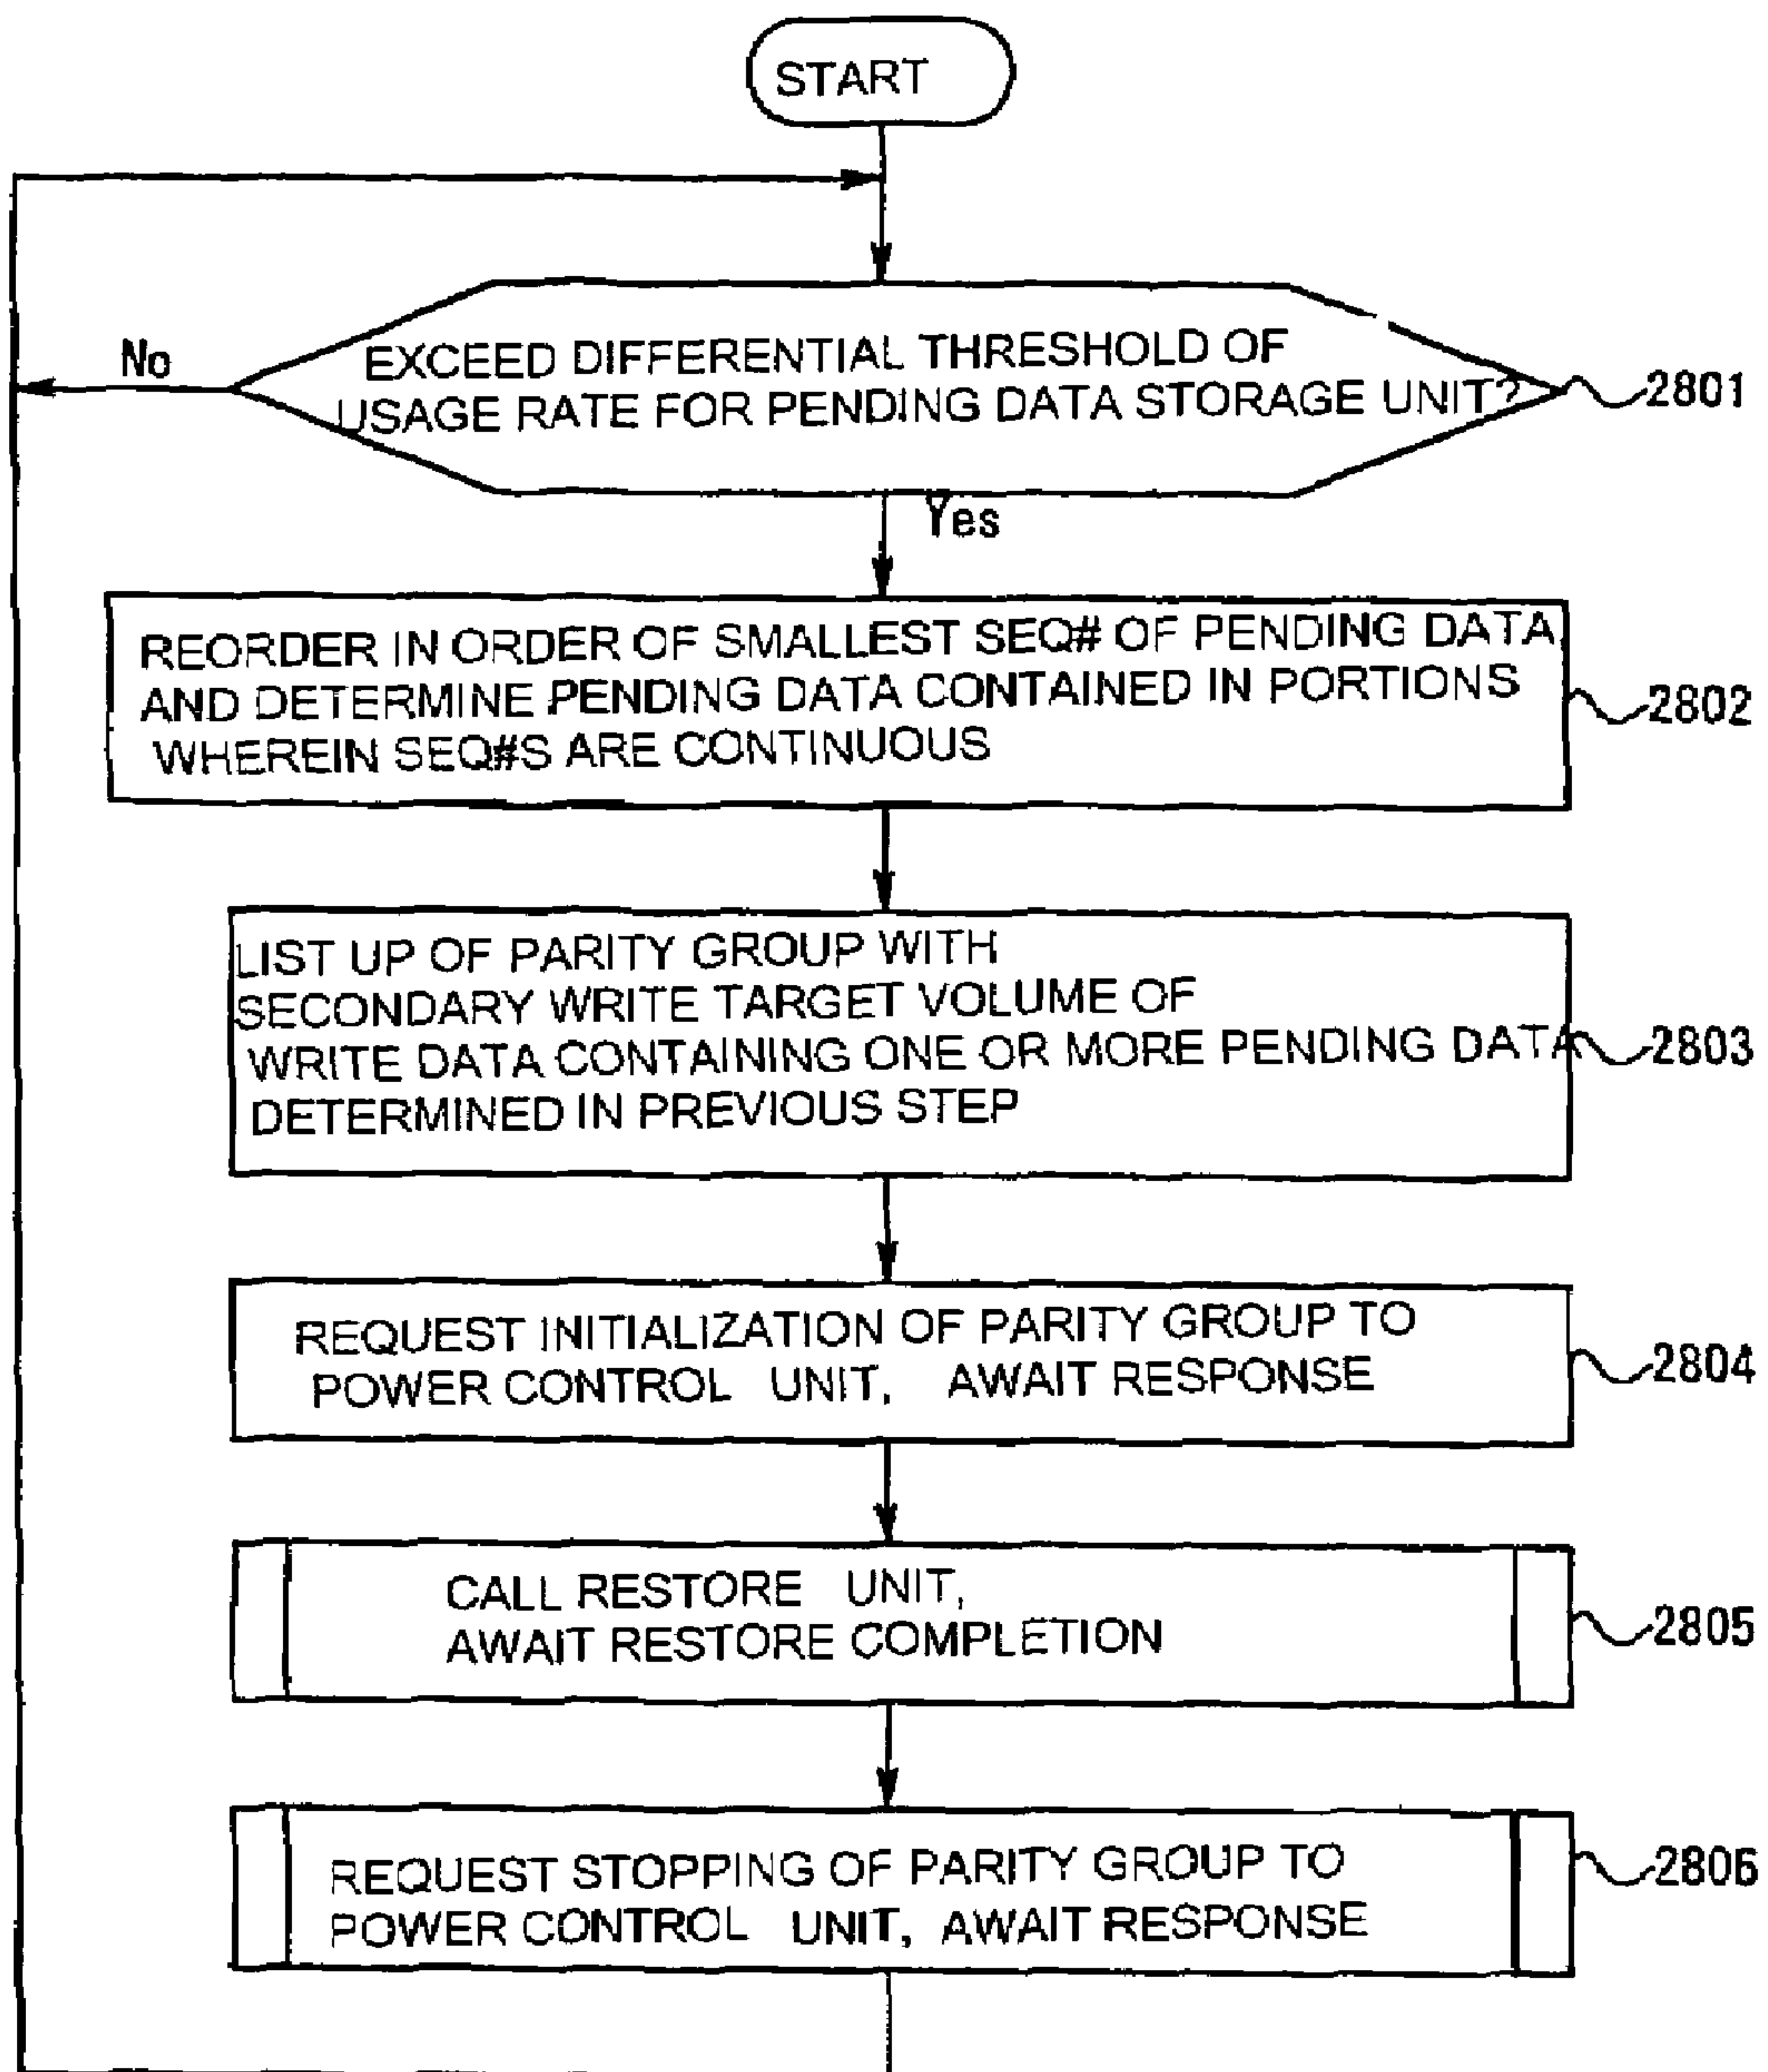 START
EXCEED DIFFERENTIAL THRESHOLD OF
USAGE RATE FOR PENDING DATA STORAGE UNIT?
2801
No
Yes
REORDER IN ORDER OF SMALLEST SEQ# OF PENDING DATA
AND DETERMINE PENDING DATA CONTAINED IN PORTIONS
WHEREIN SEQ#S ARE CONTINUOUS
2802
LIST UP OF PARITY GROUP WITH
SECONDARY WRITE TARGET VOLUME OF
WRITE DATA CONTAINING ONE OR MORE PENDING DATA
DETERMINED IN PREVIOUS STEP
2803
REQUEST INITIALIZATION OF PARITY GROUP TO
POWER CONTROL UNIT, AWAIT RESPONSE
2804
CALL RESTORE UNIT,
AWAIT RESTORE COMPLETION
2805
REQUEST STOPPING OF PARITY GROUP TO
POWER CONTROL UNIT, AWAIT RESPONSE
2806